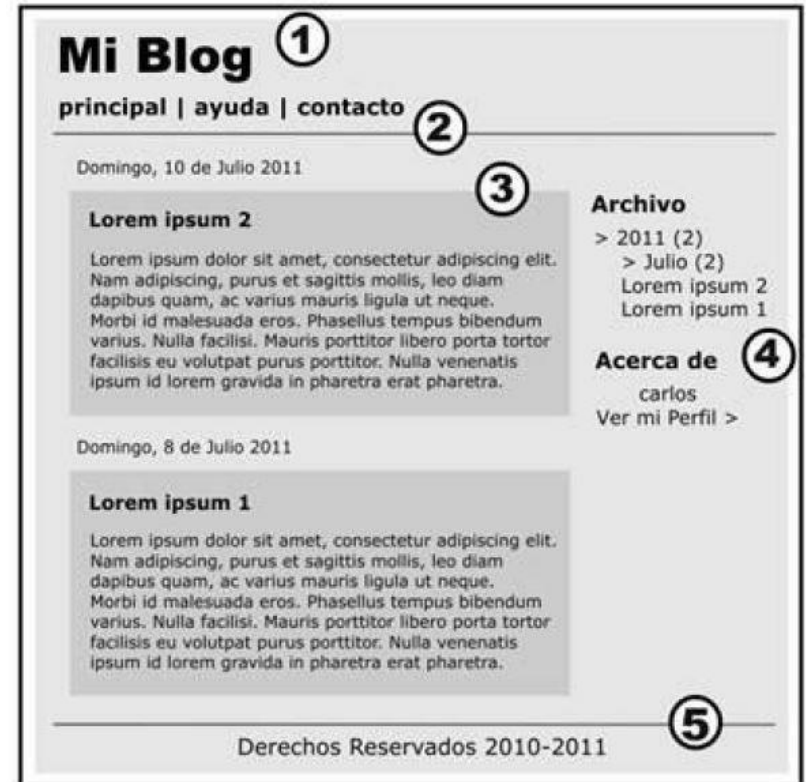 Mi Blog
1
principal | ayuda | contacto
2
Domingo, 10 de Julio 2011
3
Lorem ipsum 2
Lorem ipsum dolor sit amet, consectetur adipiscing elit.
Nam adipiscing, purus et sagittis mollis, leo diam
dapibus quam, ac varius mauris ligula ut neque.
Morbi id malesuada eros. Phasellus tempus bibendum
varius. Nulla facilisi. Mauris porttitor libero porta tortor
facilisis eu volutpat purus porttitor. Nulla venenatis
ipsum id lorem gravida in pharetra erat pharetra.
Domingo, 8 de Julio 2011
Lorem ipsum 1
Lorem ipsum dolor sit amet, consectetur adipiscing elit.
Nam adipiscing, purus et sagittis mollis, leo diam
dapibus quam, ac varius mauris ligula ut neque.
Morbi id malesuada eros. Phasellus tempus bibendum
varius. Nulla facilisi. Mauris porttitor libero porta tortor
facilisis eu volutpat purus porttitor. Nulla venenatis
ipsum id lorem gravida in pharetra erat pharetra.
Archivo
> 2011 (2)
> Julio (2)
Lorem ipsum 2
Lorem ipsum 1
Acerca de
4
carlos
Ver mi Perfil >
5
Derechos Reservados 2010-2011